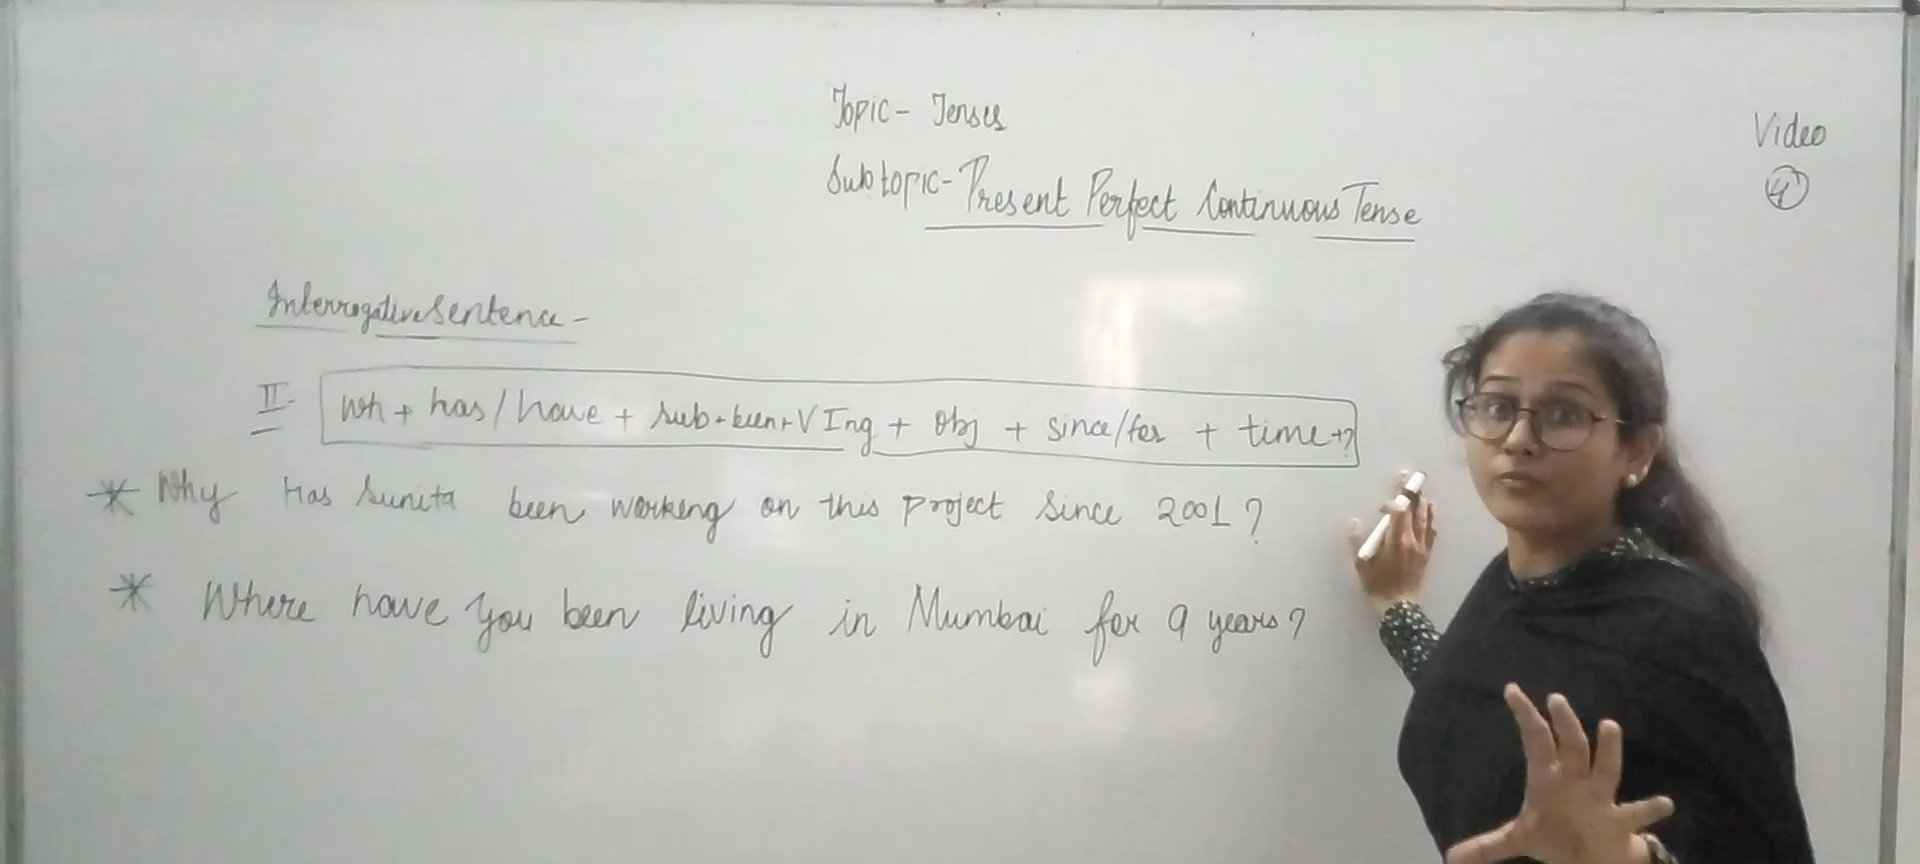 Topic - Tenses
Video
Subtopic - Present Perfect Continuous Tense
4
Interrogative Sentence -
II. Wh + has/have + sub + been + V Ing + obj + since/for + time + ?
* Why Has Sunita been working on this project since 2001?
* Where have you been living in Mumbai for 9 years?